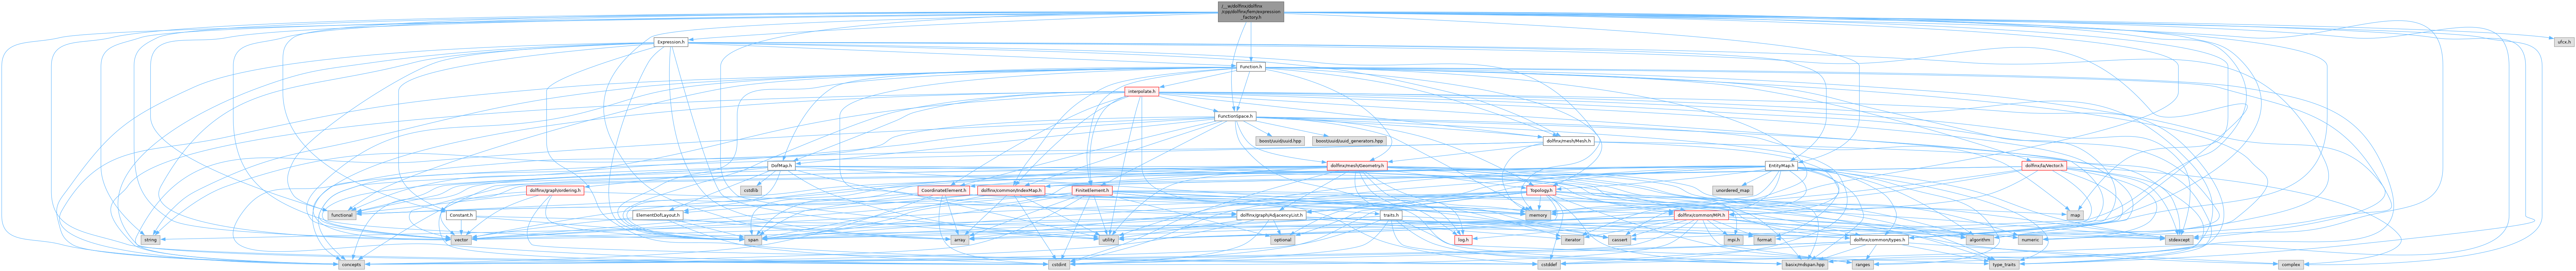 /__w/dolfinx/dolfinx
/cpp/dolfinx/fem/expression
_factory.h
Expression.h
ufcx.h
Function.h
interpolate.h
FunctionSpace.h
boost/uuid/uuid.hpp
boost/uuid/uuid_generators.hpp
dolfinx/mesh/Mesh.h
DofMap.h
dolfinx/mesh/Geometry.h
EntityMap.h
dolfinx/la/Vector.h
dolfinx/graph/ordering.h
cstdlib
CoordinateElement.h
dolfinx/common/IndexMap.h
FiniteElement.h
Topology.h
unordered_map
functional
Constant.h
ElementDofLayout.h
dolfinx/graph/AdjacencyList.h
traits.h
memory
dolfinx/common/MPI.h
map
string
vector
span
array
utility
optional
log.h
iterator
cassert
mpi.h
format
dolfinx/common/types.h
algorithm
numeric
stdexcept
concepts
cstdint
cstddef
basix/mdspan.hpp
ranges
type_traits
complex